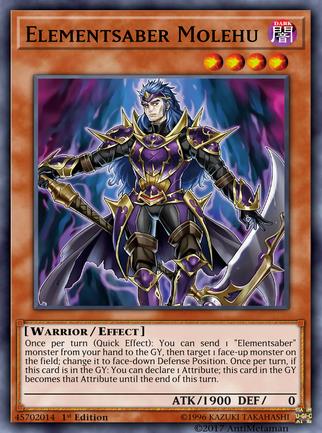 Elementsaber Molehu
DARK
闇
[Warrior / Effect]
Once per turn (Quick Effect): You can send 1 "Elementsaber"
monster from your hand to the GY, then target 1 face-up monster on
the field; change it to face-down Defense Position. Once per turn, if
this card is in the GY: You can declare 1 Attribute; this card in the GY
becomes that Attribute until the end of this turn.
ATK/1900 DEF/ 0
45702014 1st Edition ©1996 KAZUKI TAKAHASHI
©2017 AntiMetaman